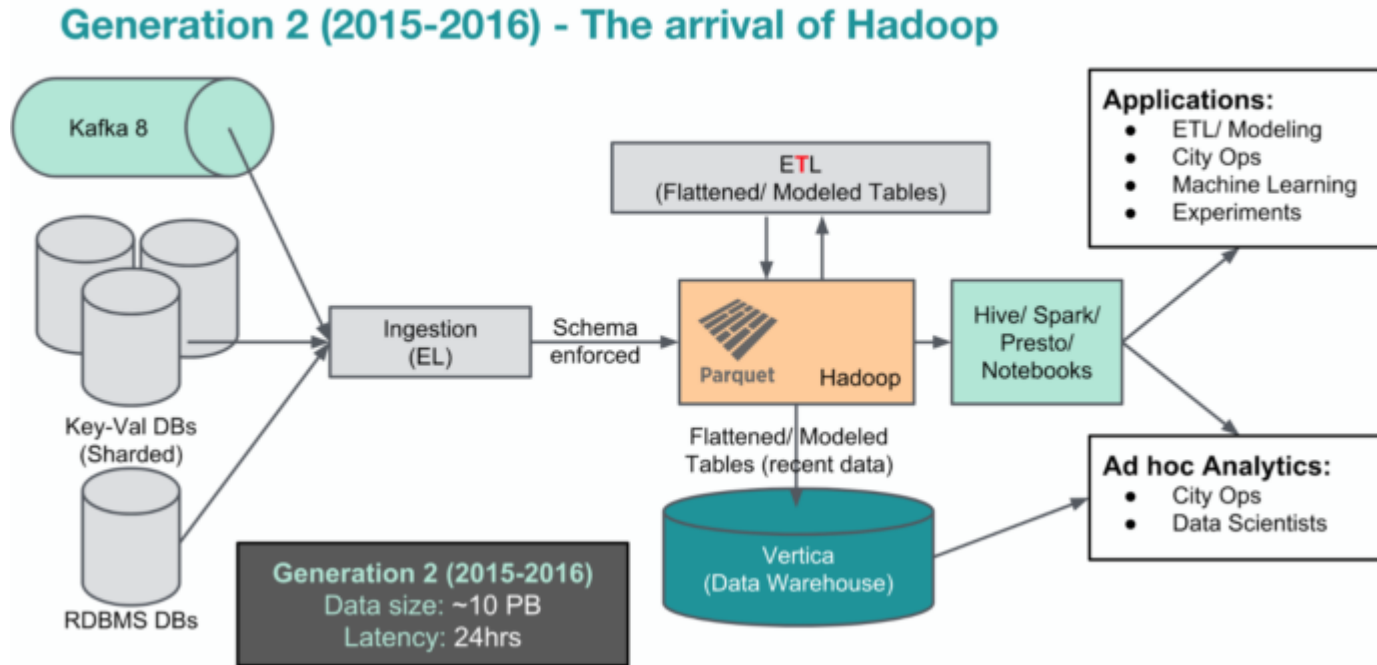 Generation 2 (2015-2016) - The arrival of Hadoop
Kafka 8
Key-Val DBs
(Sharded)
RDBMS DBs
Ingestion
(EL)
Schema
enforced
ETL
(Flattened/ Modeled Tables)
Parquet
Hadoop
Hive/ Spark/
Presto/
Notebooks
Flattened/ Modeled
Tables (recent data)
Vertica
(Data Warehouse)
Applications:
● ETL/ Modeling
● City Ops
● Machine Learning
● Experiments
Ad hoc Analytics:
● City Ops
● Data Scientists
Generation 2 (2015-2016)
Data size: ~10 PB
Latency: 24hrs